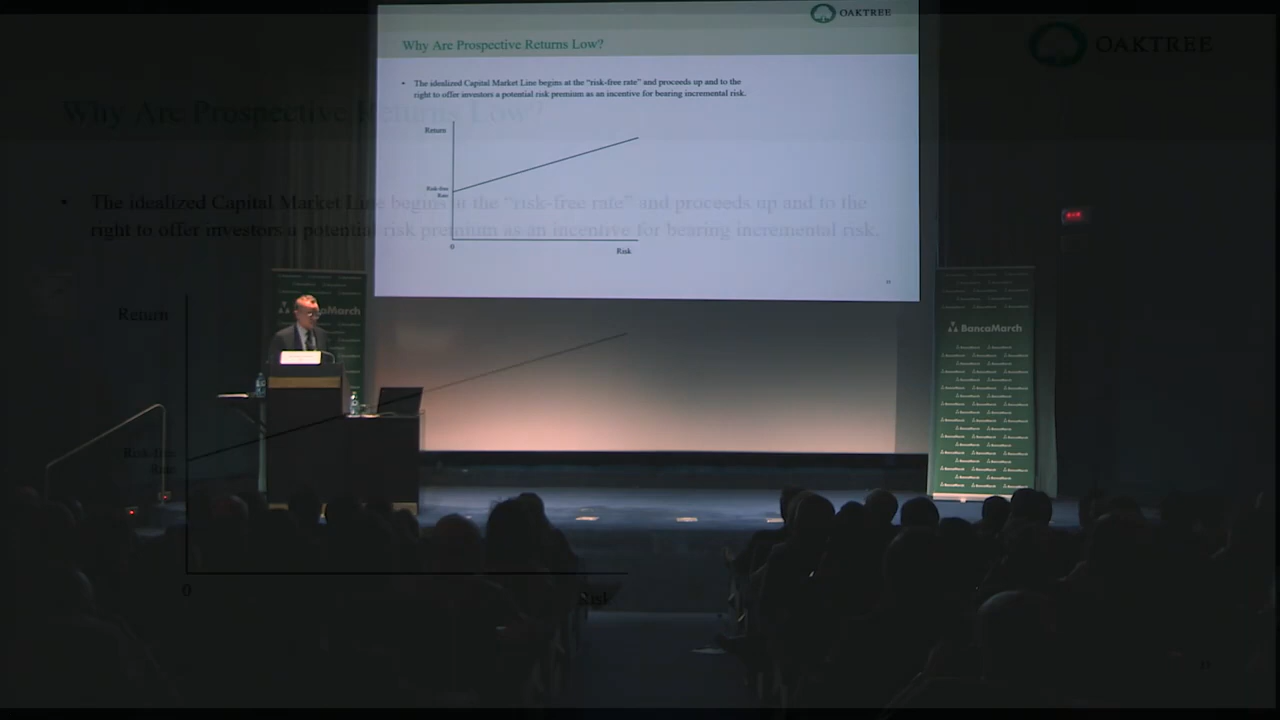 OAKTREE
Why Are Prospective Returns Low?
• The idealized Capital Market Line begins at the “risk-free rate” and proceeds up and to the
right to offer investors a potential risk premium as an incentive for bearing incremental risk.
Return
Risk-free
Rate
0
Risk
OAKTREE
Why Are Prospective Returns Low?
• The idealized Capital Market Line begins at the “risk-free rate” and proceeds up and to the
right to offer investors a potential risk premium as an incentive for bearing incremental risk.
Return
Risk-free
Rate
0
Risk
BancaMarch
BancaMarch